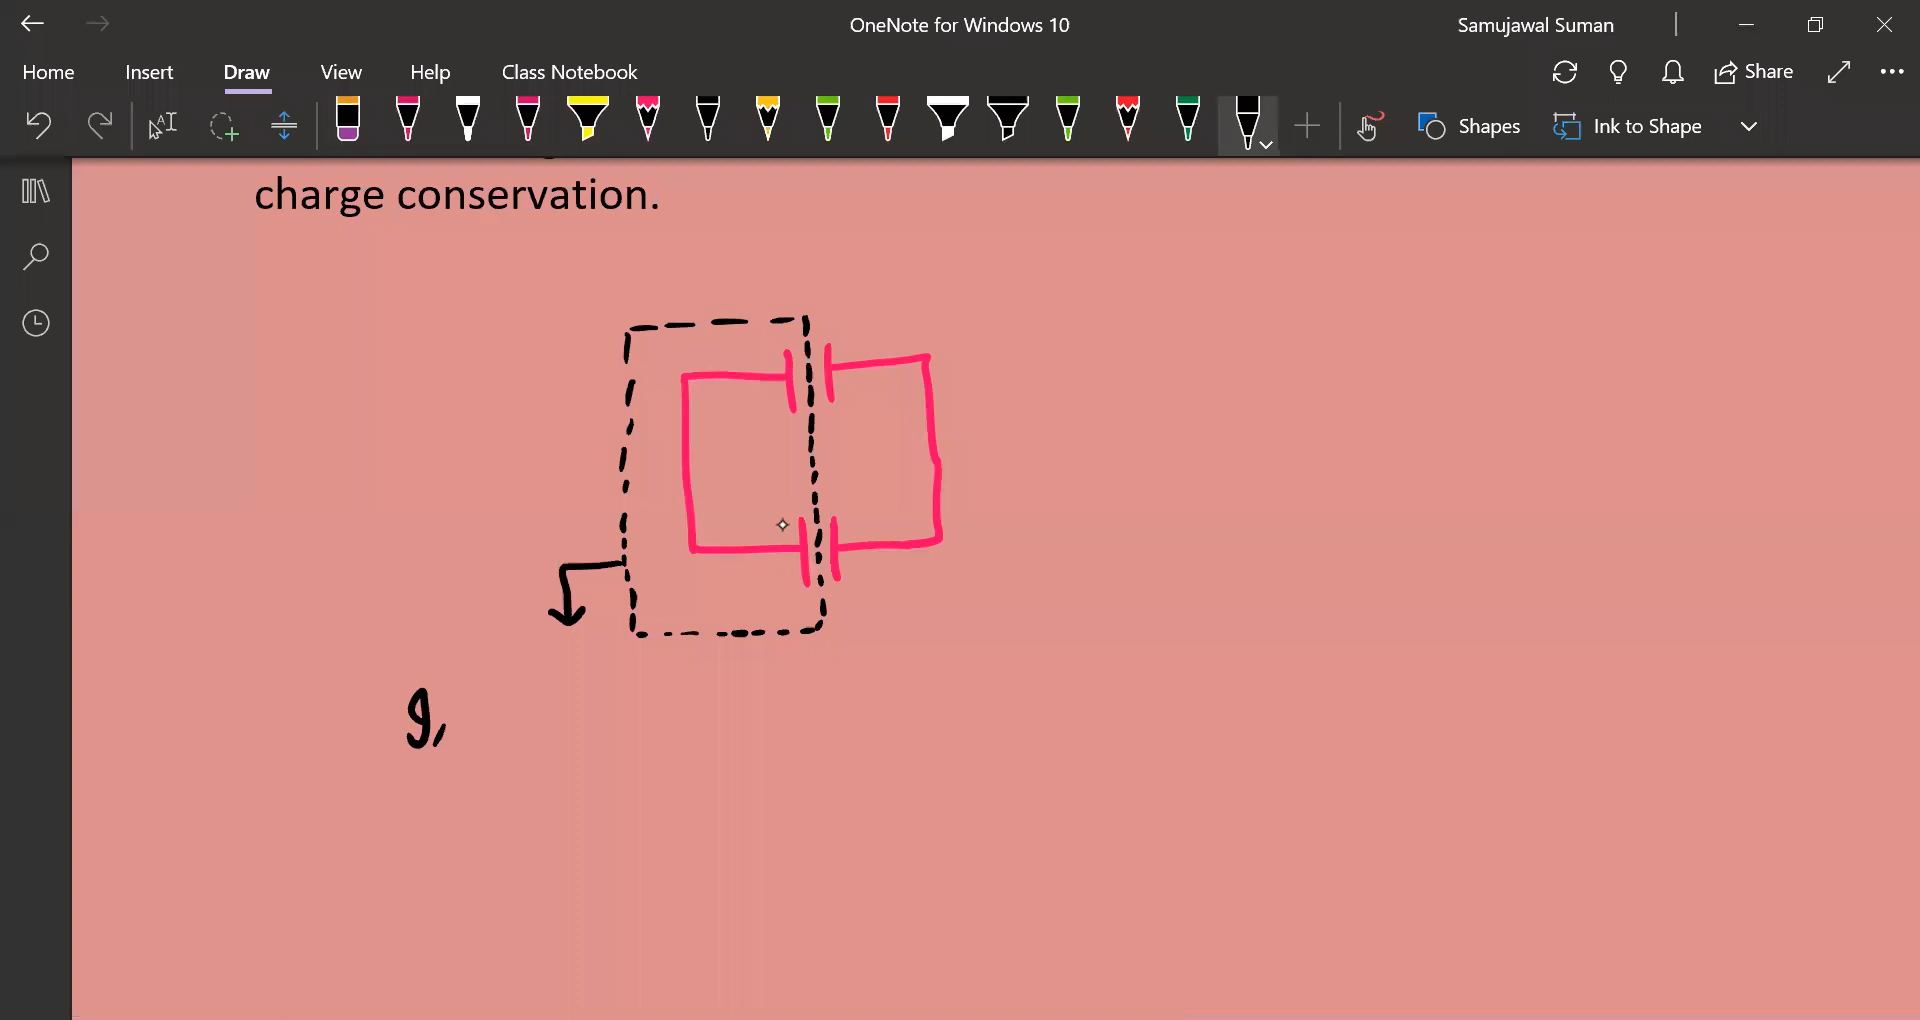 OneNote for Windows 10
Samujawal Suman
Home Insert Draw View Help Class Notebook
Share
Shapes Ink to Shape
charge conservation.